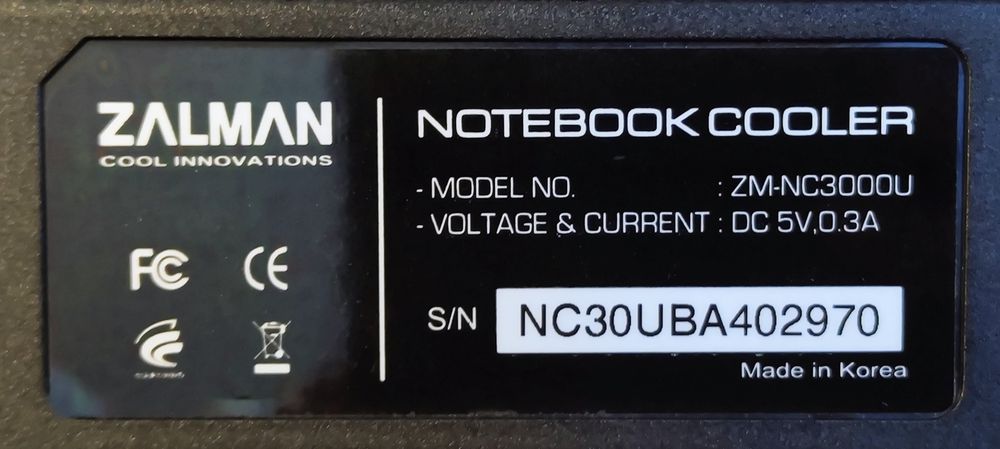 ZALMAN
COOL INNOVATIONS
FC CE
NOTEBOOK COOLER
- MODEL NO. : ZM-NC3000U
- VOLTAGE & CURRENT : DC 5V,0.3A
S/N NC30UBA402970
Made in Korea